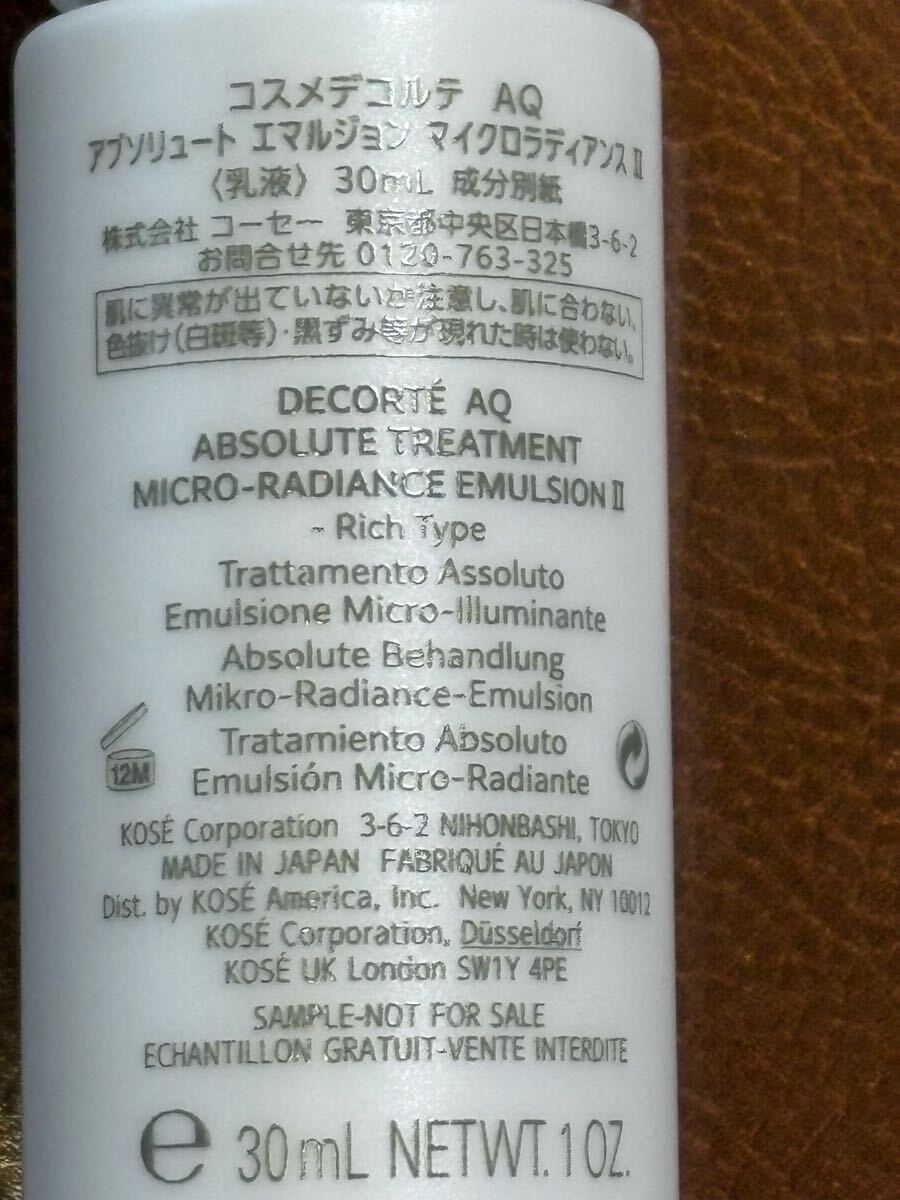 コスメデコルテ AQ
アブソリュート エマルジョン マイクロラディアンスⅡ
〈乳液〉 30mL 成分別紙
株式会社 コーセー 東京都中央区日本橋3-6-2
お問合せ先 0120-763-325
肌に異常が出ていないか注意し、肌に合わない、
色抜け(白斑等)・黒ずみ等が現れた時は使わない。
DECORTÉ AQ
ABSOLUTE TREATMENT
MICRO-RADIANCE EMULSION Ⅱ
- Rich Type
Trattamento Assoluto
Emulsione Micro-Illuminante
Absolute Behandlung
Mikro-Radiance-Emulsion
Tratamiento Absoluto
12M Emulsión Micro-Radiante
KOSÉ Corporation 3-6-2 NIHONBASHI, TOKYO
MADE IN JAPAN FABRIQUÉ AU JAPON
Dist. by KOSÉ America, Inc. New York, NY 10012
KOSÉ Corporation, Düsseldorf
KOSÉ UK London SW1Y 4PE
SAMPLE-NOT FOR SALE
ECHANTILLON GRATUIT-VENTE INTERDITE
e 30mL NETWT. 1 OZ.